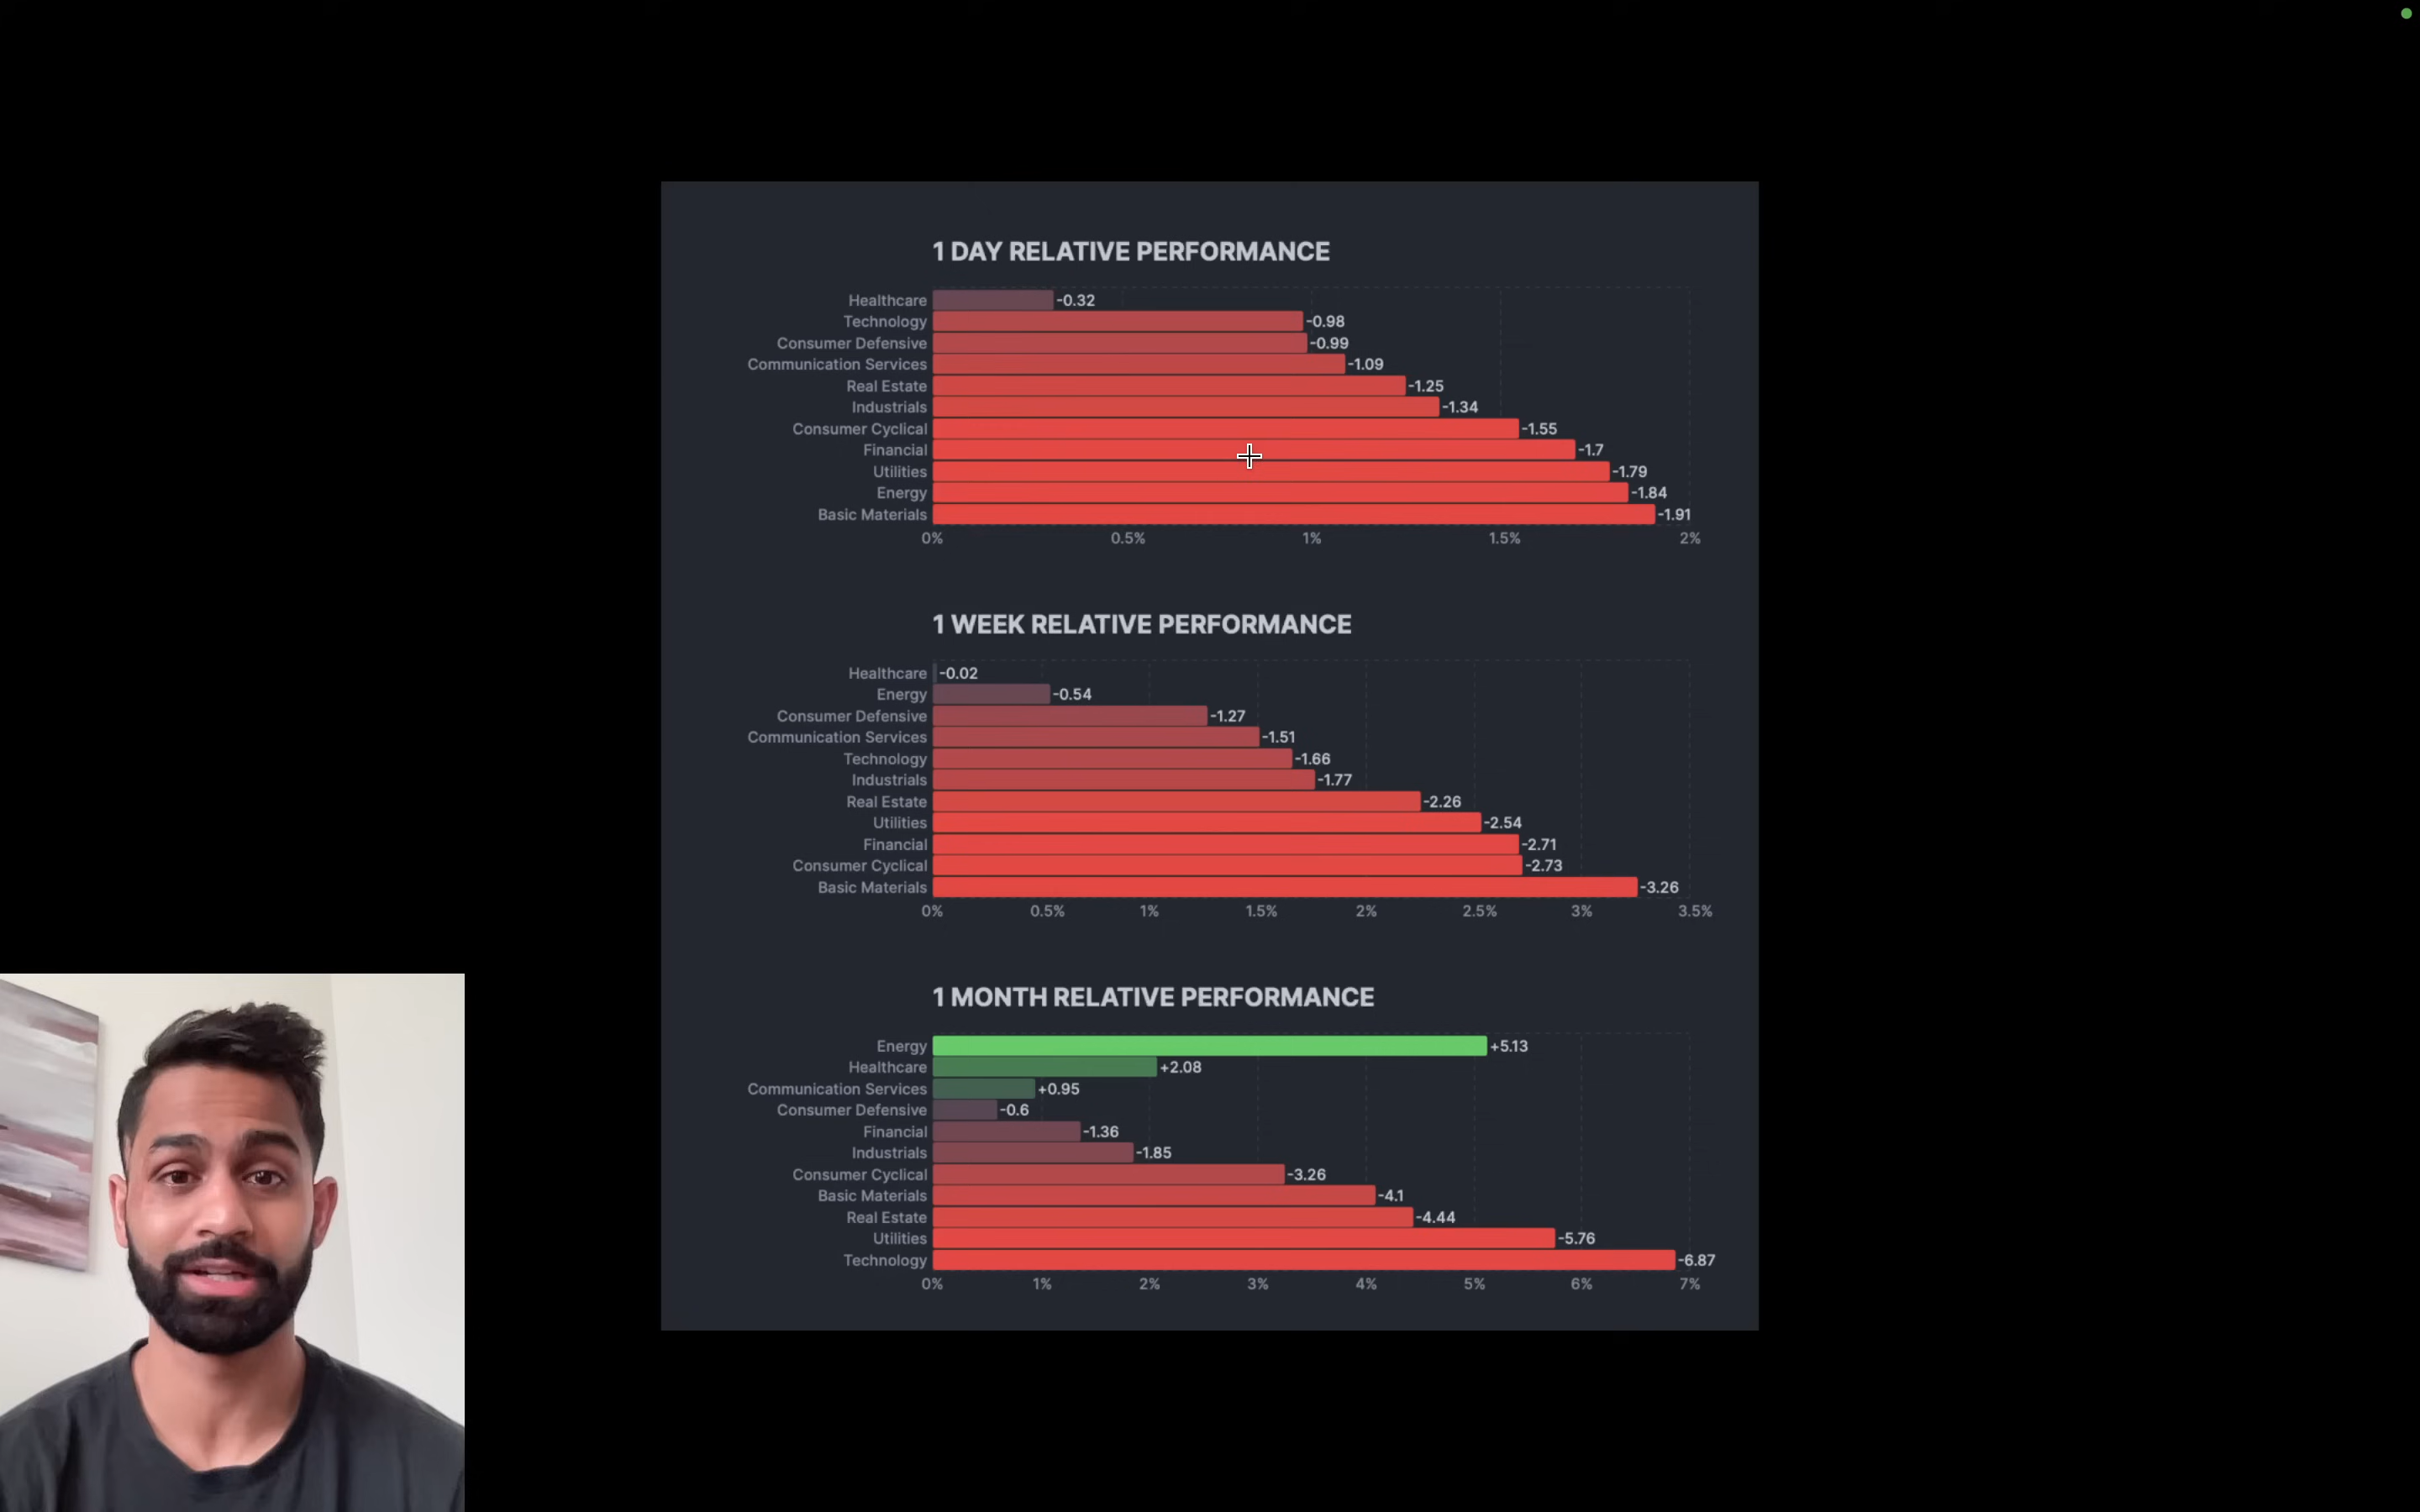 1 DAY RELATIVE PERFORMANCE
Healthcare -0.32
Technology -0.98
Consumer Defensive -0.99
Communication Services -1.09
Real Estate -1.25
Industrials -1.34
Consumer Cyclical -1.55
Financial -1.7
Utilities -1.79
Energy -1.84
Basic Materials -1.91
0% 0.5% 1% 1.5% 2%
1 WEEK RELATIVE PERFORMANCE
Healthcare -0.02
Energy -0.54
Consumer Defensive -1.27
Communication Services -1.51
Technology -1.66
Industrials -1.77
Real Estate -2.26
Utilities -2.54
Financial -2.71
Consumer Cyclical -2.73
Basic Materials -3.26
0% 0.5% 1% 1.5% 2% 2.5% 3% 3.5%
1 MONTH RELATIVE PERFORMANCE
Energy +5.13
Healthcare +2.08
Communication Services +0.95
Consumer Defensive -0.6
Financial -1.36
Industrials -1.85
Consumer Cyclical -3.26
Basic Materials -4.1
Real Estate -4.44
Utilities -5.76
Technology -6.87
0% 1% 2% 3% 4% 5% 6% 7%